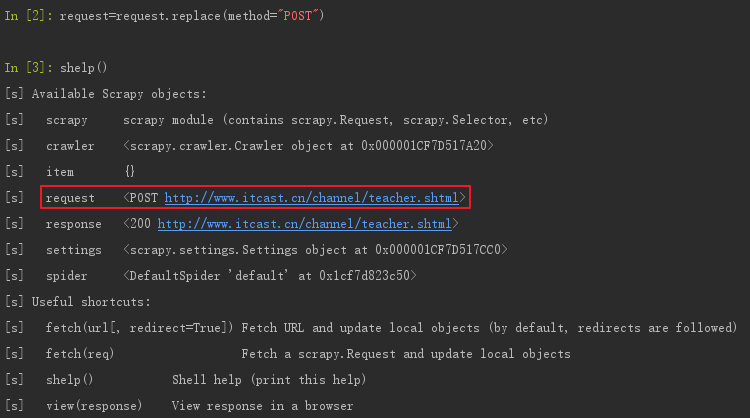 In [2]: request=request.replace(method="POST")
In [3]: shelp()
[s] Available Scrapy objects:
[s]   scrapy     scrapy module (contains scrapy.Request, scrapy.Selector, etc)
[s]   crawler    <scrapy.crawler.Crawler object at 0x000001CF7D517A20>
[s]   item       {}
[s]   request    <POST http://www.itcast.cn/channel/teacher.shtml>
[s]   response   <200 http://www.itcast.cn/channel/teacher.shtml>
[s]   settings   <scrapy.settings.Settings object at 0x000001CF7D517CC0>
[s]   spider     <DefaultSpider 'default' at 0x1cf7d823c50>
[s] Useful shortcuts:
[s]   fetch(url[, redirect=True]) Fetch URL and update local objects (by default, redirects are followed)
[s]   fetch(req)                  Fetch a scrapy.Request and update local objects
[s]   shelp()           Shell help (print this help)
[s]   view(response)    View response in a browser